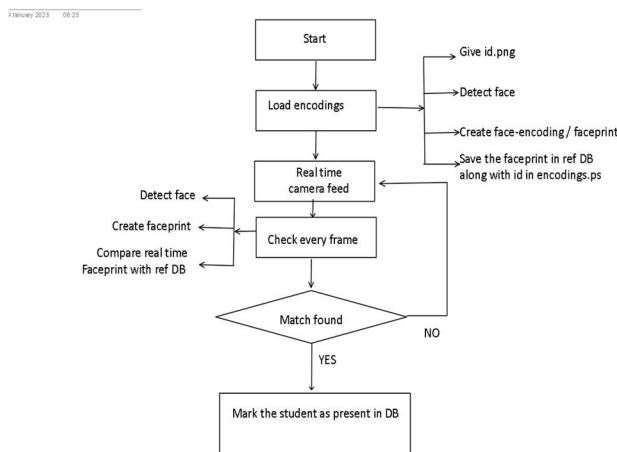 January 2023 08:23
Start
Give id.png
Load encodings
Detect face
Create face-encoding / faceprint
Save the faceprint in ref DB
along with id in encodings.ps
Real time
camera feed
Detect face
Create faceprint
Check every frame
Compare real time
Faceprint with ref DB
Match found
NO
YES
Mark the student as present in DB